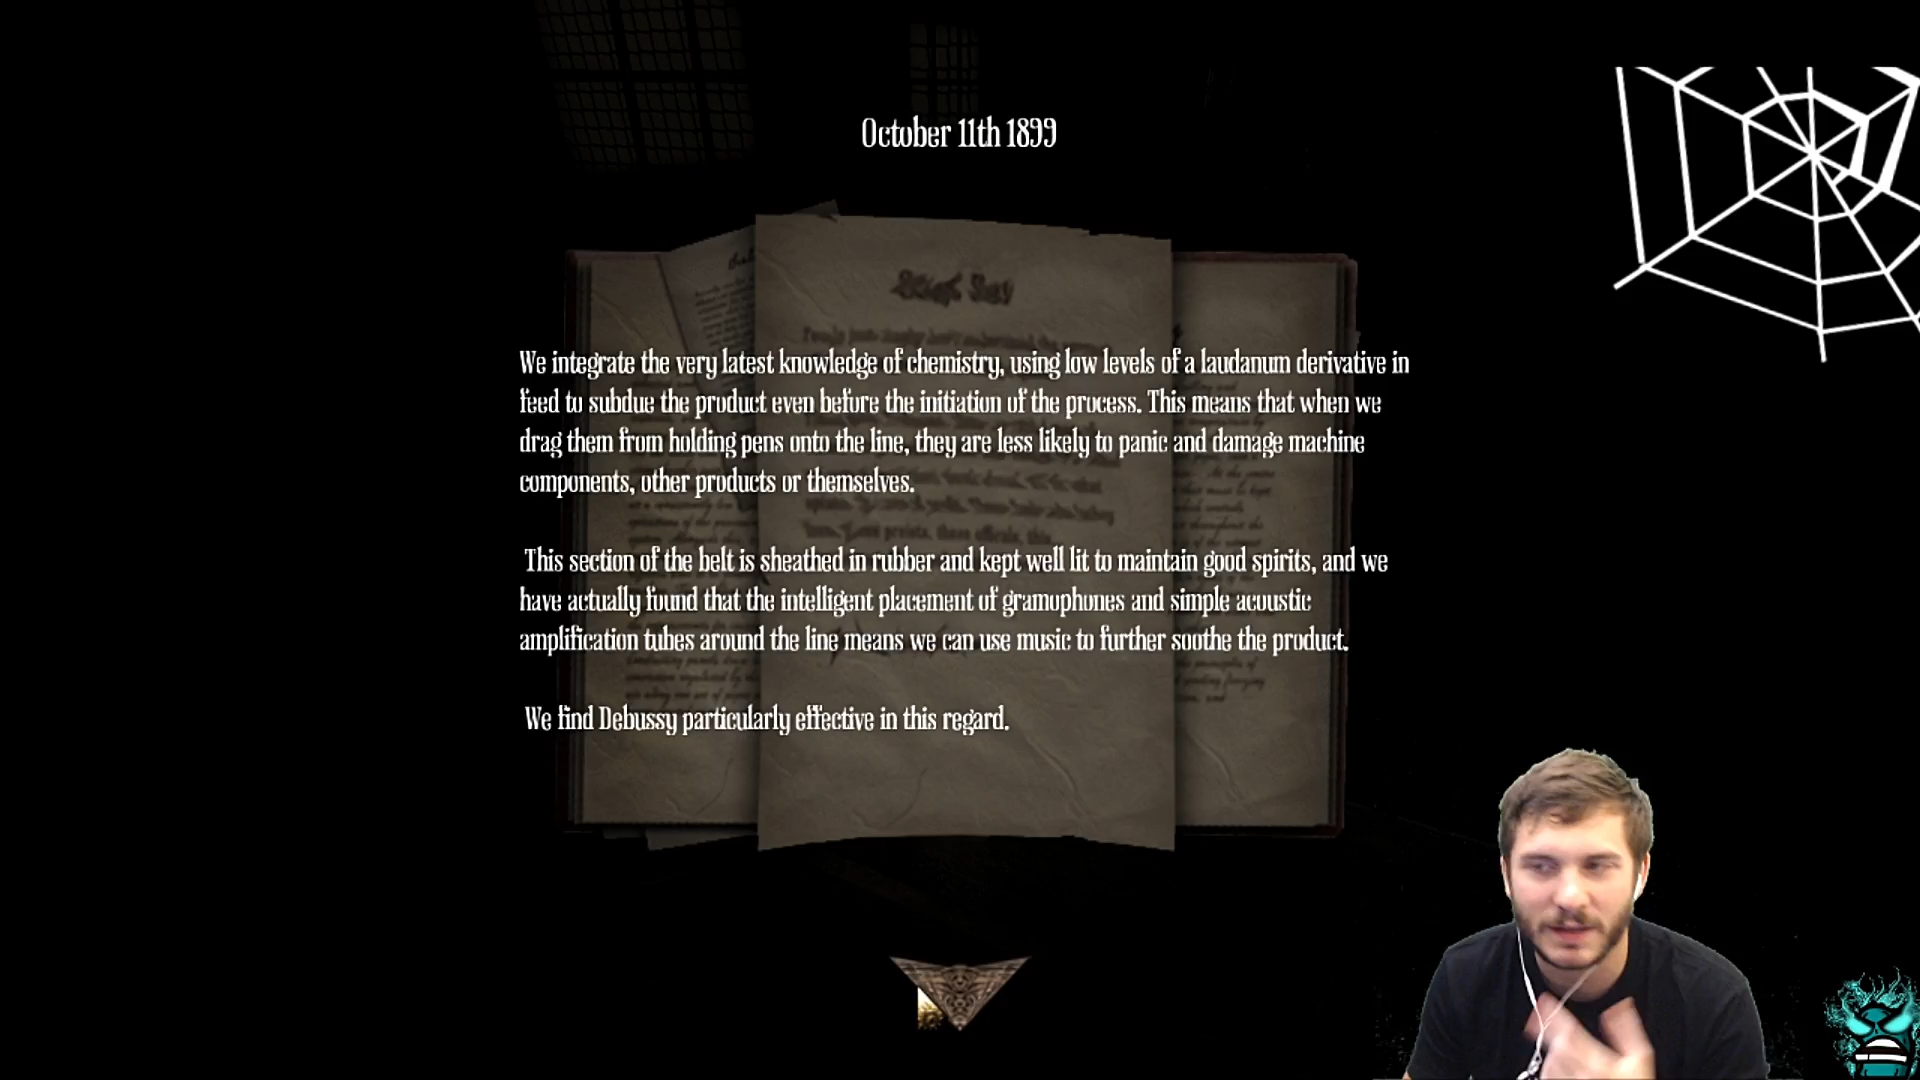 October 11th 1899
We integrate the very latest knowledge of chemistry, using low levels of a laudanum derivative in
feed to subdue the product even before the initiation of the process. This means that when we
drag them from holding pens onto the line, they are less likely to panic and damage machine
components, other products or themselves.
This section of the belt is sheathed in rubber and kept well lit to maintain good spirits, and we
have actually found that the intelligent placement of gramophones and simple acoustic
amplification tubes around the line means we can use music to further soothe the product.
We find Debussy particularly effective in this regard.